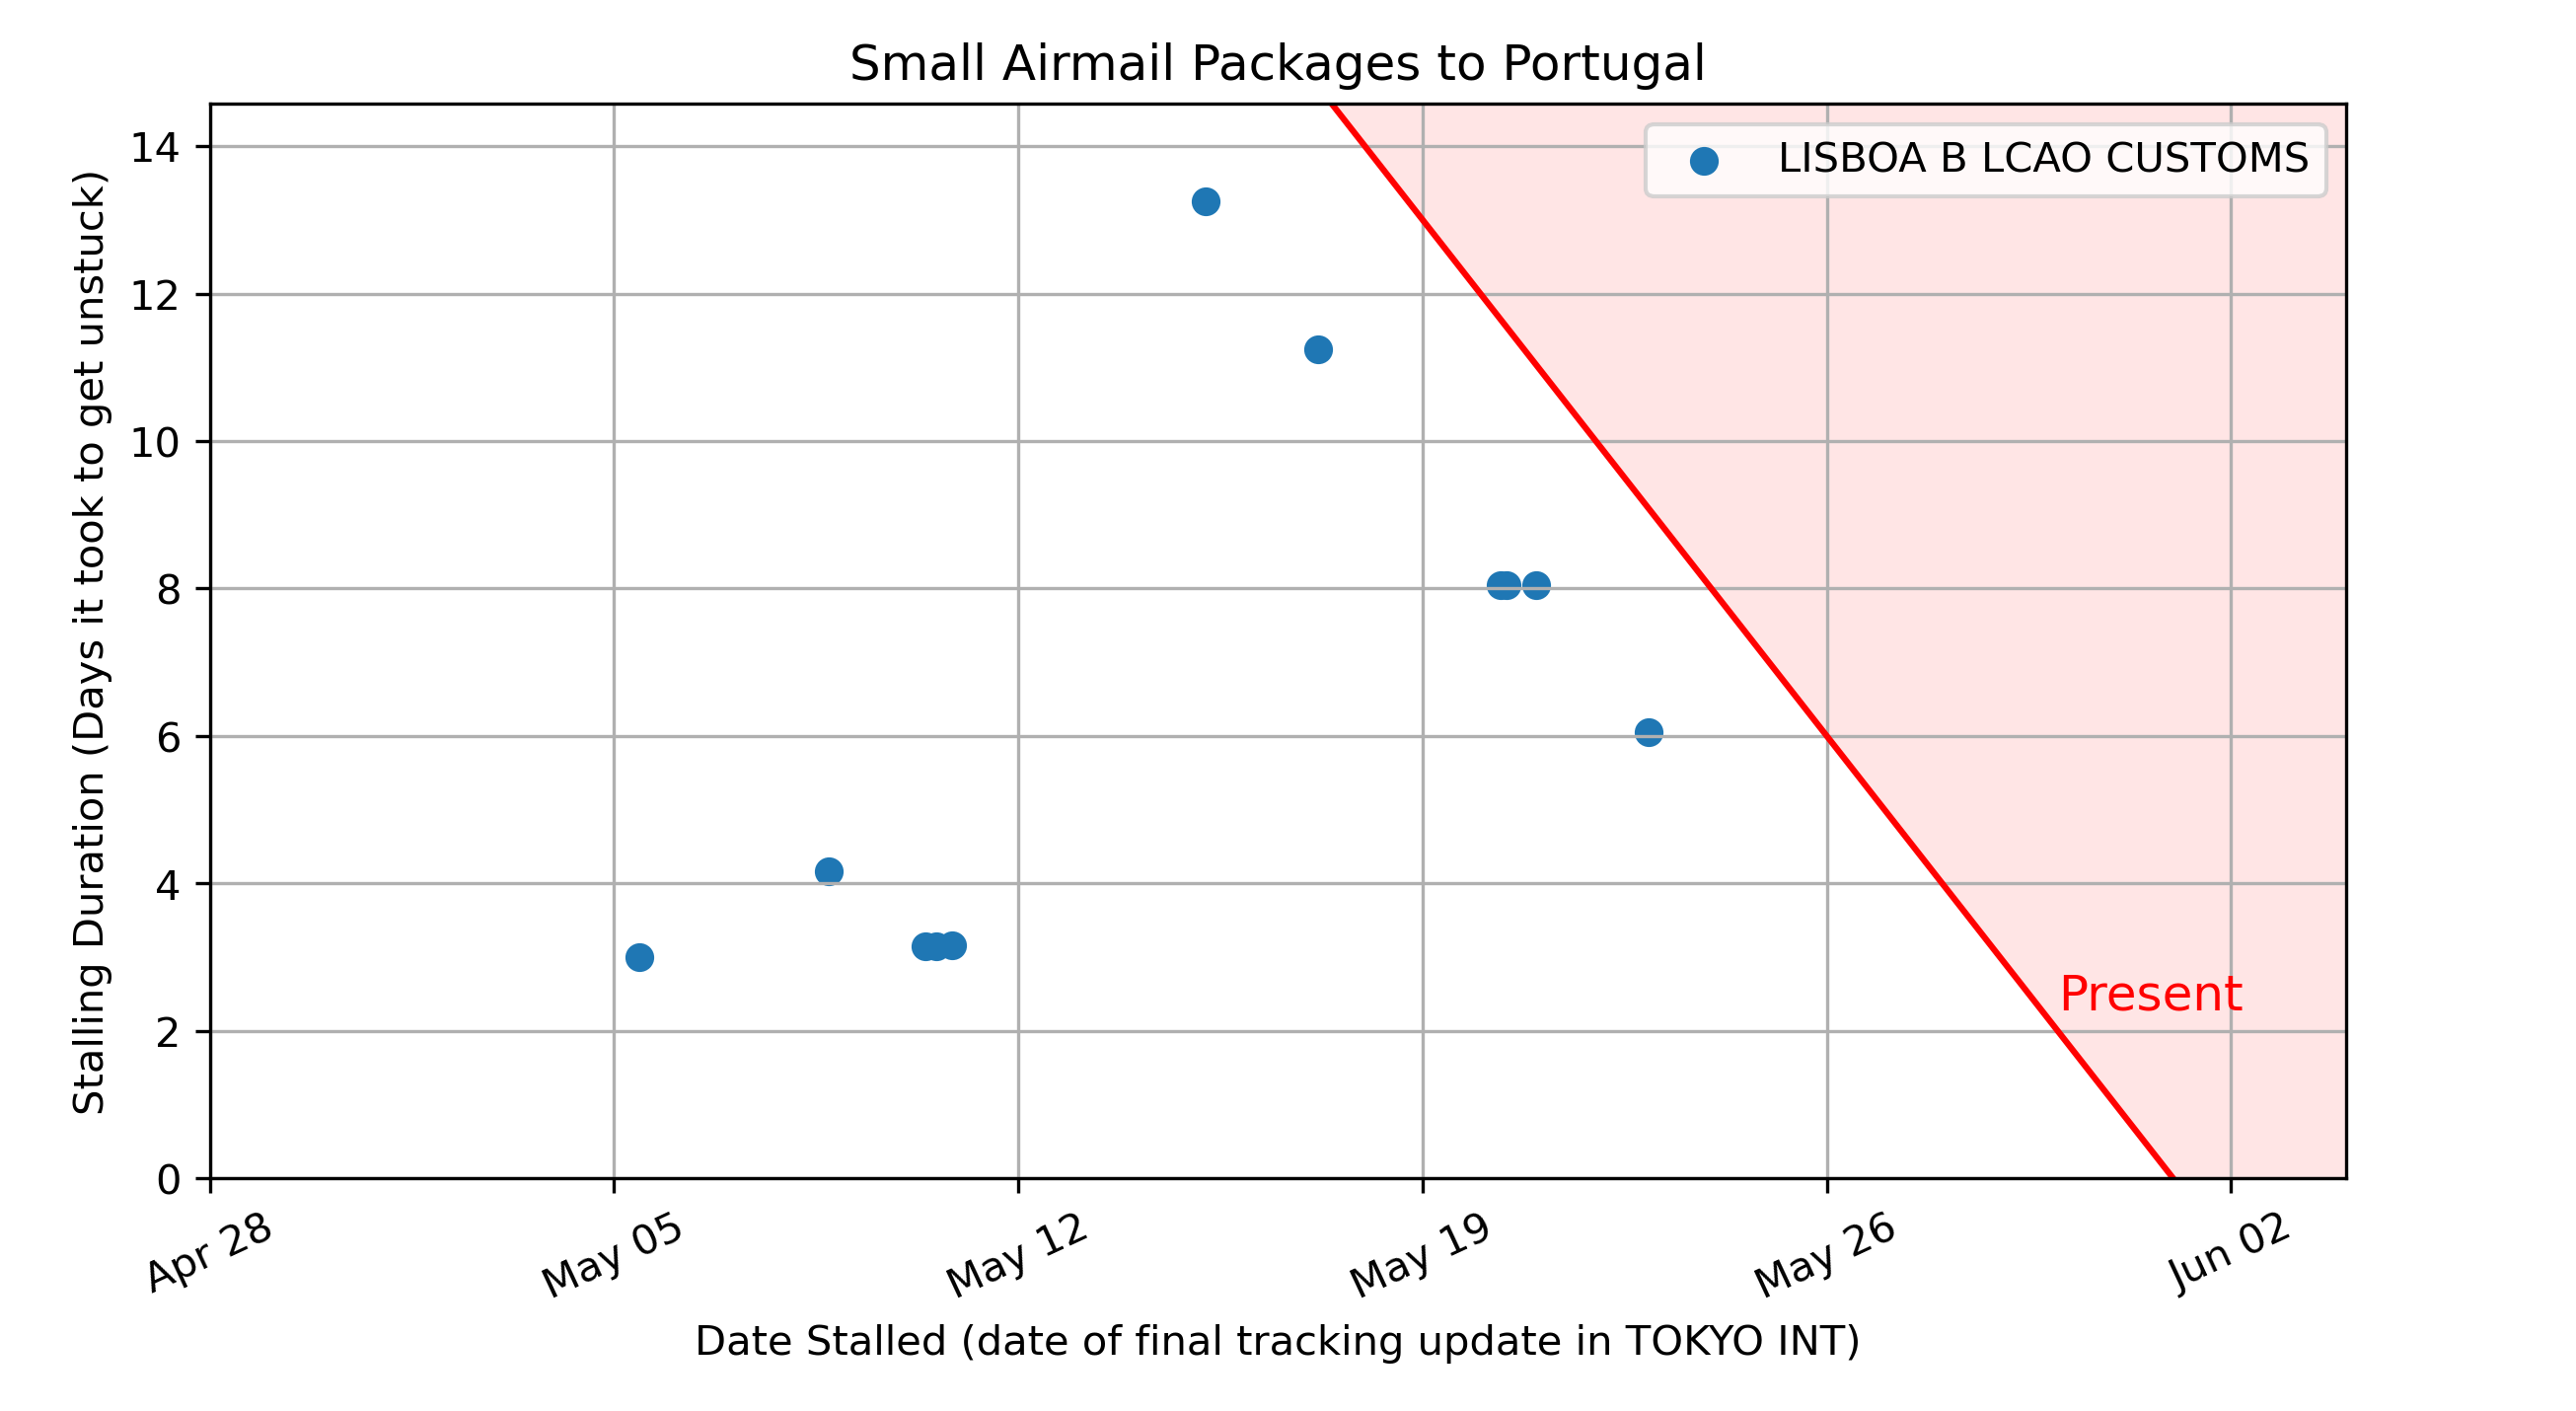 Small Airmail Packages to Portugal
LISBOA B LCAO CUSTOMS
Stalling Duration (Days it took to get unstuck)
14
12
10
8
6
4
2
0
Present
Apr 28
May 05
May 12
May 19
May 26
Jun 02
Date Stalled (date of final tracking update in TOKYO INT)